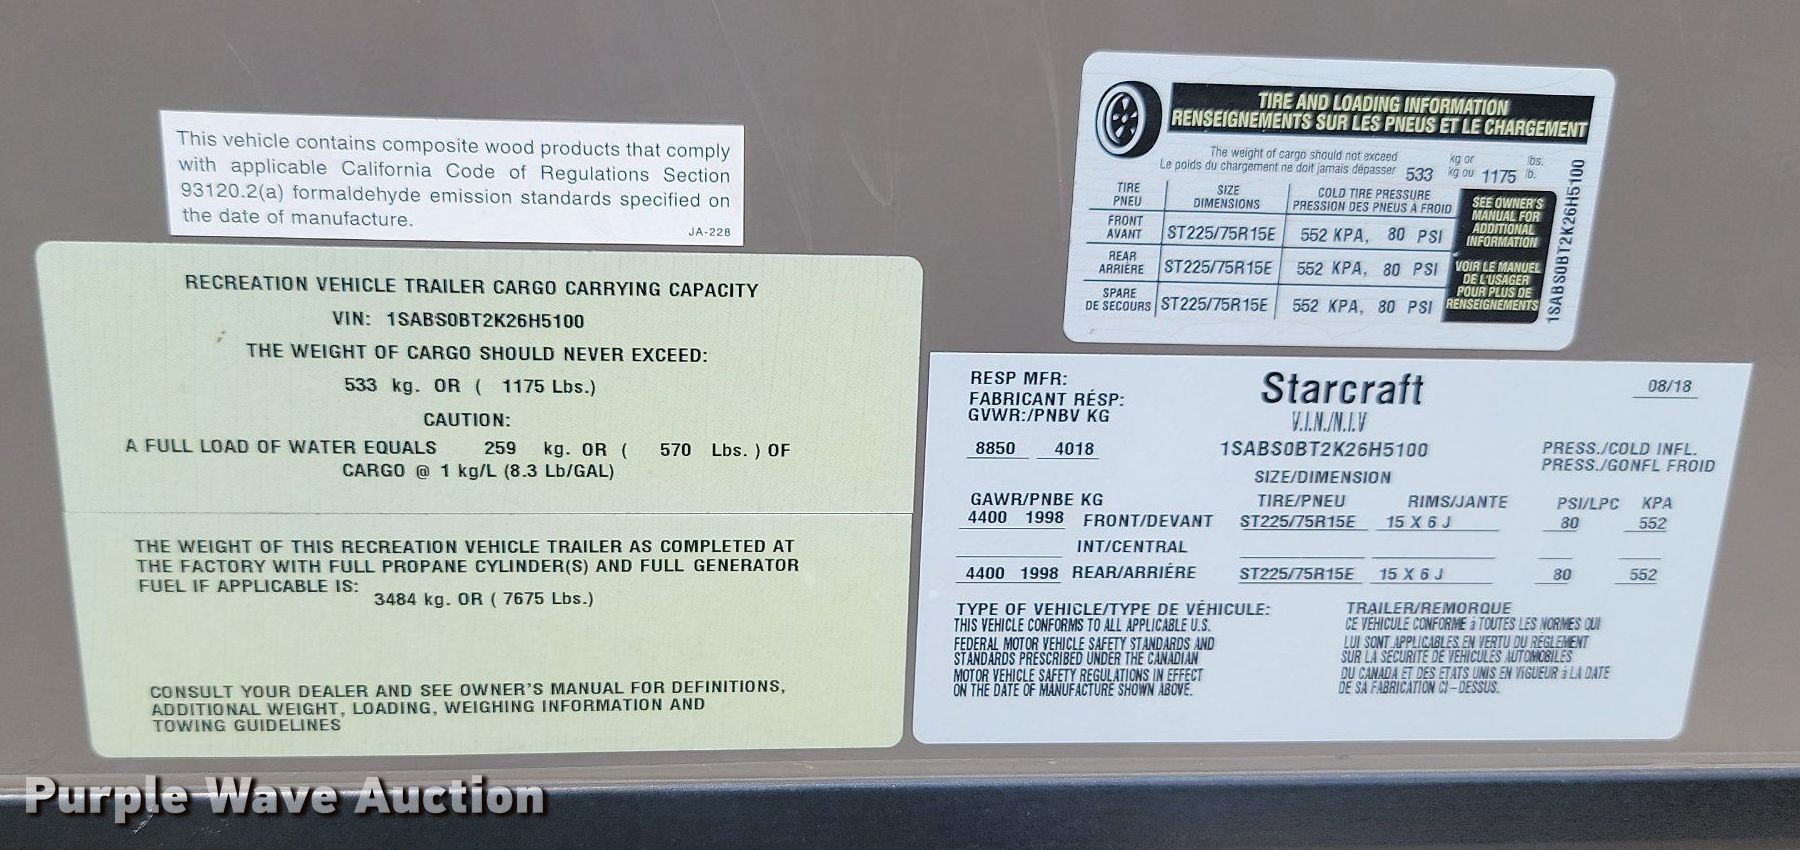 This vehicle contains composite wood products that comply
with applicable California Code of Regulations Section
93120.2(a) formaldehyde emission standards specified on
the date of manufacture.
JA-228
RECREATION VEHICLE TRAILER CARGO CARRYING CAPACITY
VIN: 1SABS0BT2K26H5100
THE WEIGHT OF CARGO SHOULD NEVER EXCEED:
533 kg. OR ( 1175 Lbs.)
CAUTION:
A FULL LOAD OF WATER EQUALS 259 kg. OR ( 570 Lbs. ) OF
CARGO @ 1 kg/L (8.3 Lb/GAL)
THE WEIGHT OF THIS RECREATION VEHICLE TRAILER AS COMPLETED AT
THE FACTORY WITH FULL PROPANE CYLINDER(S) AND FULL GENERATOR
FUEL IF APPLICABLE IS:
3484 kg. OR ( 7675 Lbs.)
CONSULT YOUR DEALER AND SEE OWNER'S MANUAL FOR DEFINITIONS,
ADDITIONAL WEIGHT, LOADING, WEIGHING INFORMATION AND
TOWING GUIDELINES
TIRE AND LOADING INFORMATION
RENSEIGNEMENTS SUR LES PNEUS ET LE CHARGEMENT
The weight of cargo should not exceed kg or lbs.
Le poids du chargement ne doit jamais dépasser 533 kg ou 1175 lb.
TIRE SIZE COLD TIRE PRESSURE
PNEU DIMENSIONS PRESSION DES PNEUS À FROID
FRONT
AVANT ST225/75R15E 552 KPA, 80 PSI
REAR
ARRIÈRE ST225/75R15E 552 KPA, 80 PSI
SPARE
DE SECOURS ST225/75R15E 552 KPA, 80 PSI
SEE OWNER'S
MANUAL FOR
ADDITIONAL
INFORMATION
VOIR LE MANUEL
DE L'USAGER
POUR PLUS DE
RENSEIGNEMENTS
1SABS0BT2K26H5100
RESP MFR:
FABRICANT RÉSP:
GVWR:/PNBV KG
Starcraft
08/18
V.I.N./N.I.V
8850 4018 1SABS0BT2K26H5100 PRESS./COLD INFL.
PRESS./GONFL FROID
SIZE/DIMENSION
GAWR/PNBE KG TIRE/PNEU RIMS/JANTE PSI/LPC KPA
4400 1998 FRONT/DEVANT ST225/75R15E 15 X 6 J 80 552
INT/CENTRAL
4400 1998 REAR/ARRIÉRE ST225/75R15E 15 X 6 J 80 552
TYPE OF VEHICLE/TYPE DE VÉHICULE: TRAILER/REMORQUE
THIS VEHICLE CONFORMS TO ALL APPLICABLE U.S.
FEDERAL MOTOR VEHICLE SAFETY STANDARDS AND
STANDARDS PRESCRIBED UNDER THE CANADIAN
MOTOR VEHICLE SAFETY REGULATIONS IN EFFECT
ON THE DATE OF MANUFACTURE SHOWN ABOVE.
CE VÉHICULE CONFORME à TOUTES LES NORMES QUI
LUI SONT APPLICABLES EN VERTU DU RÉGLEMENT
SUR LA SÉCURITÉ DE VÉHICULES AUTOMOBILES
DU CANADA ET DES ETATS UNIS EN VIGUEUR à LA DATE
DE SA FABRICATION CI-DESSUS.
Purple Wave Auction